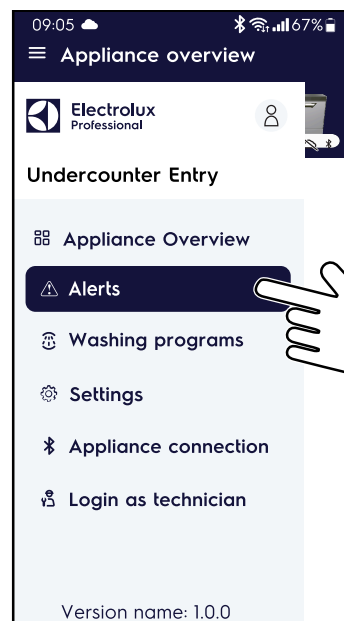 09:05 67%
Appliance overview
Electrolux
Professional
Undercounter Entry
Appliance Overview
Alerts
Washing programs
Settings
Appliance connection
Login as technician
Version name: 1.0.0